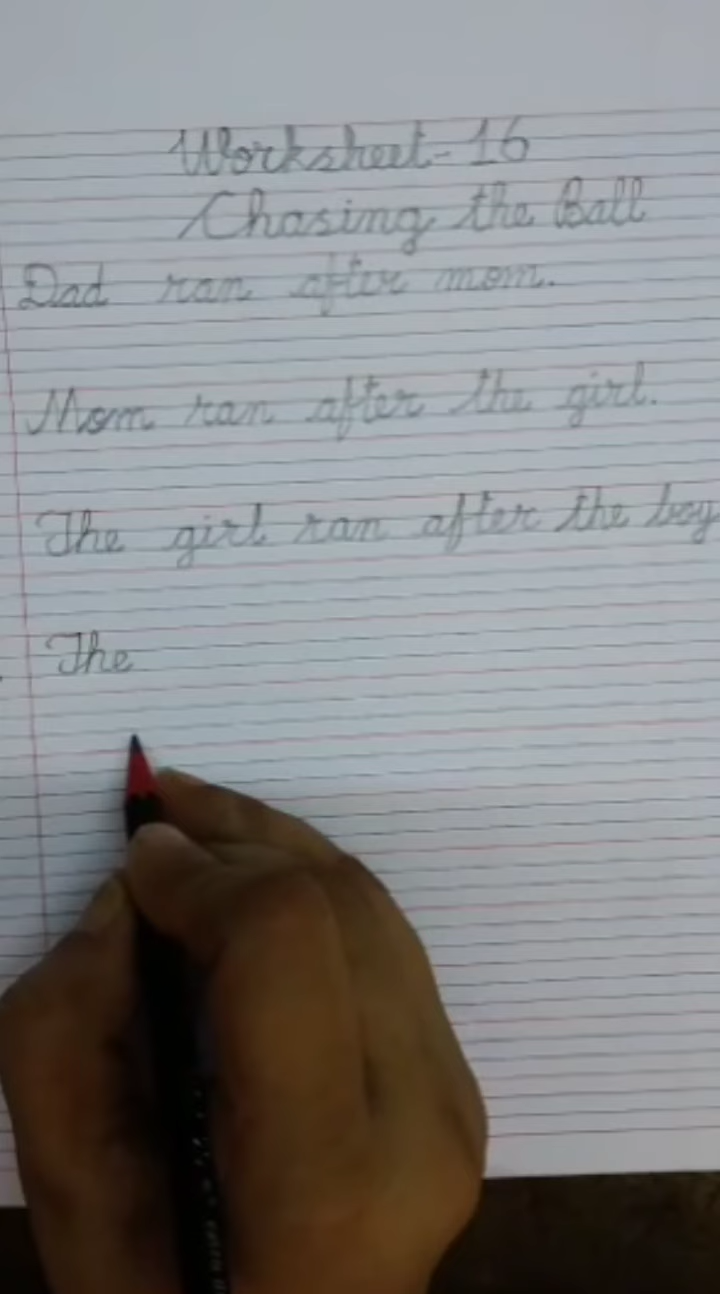 Worksheet-16
Chasing the Ball
Dad ran after mom.
Mom ran after the girl.
The girl ran after the boy
The